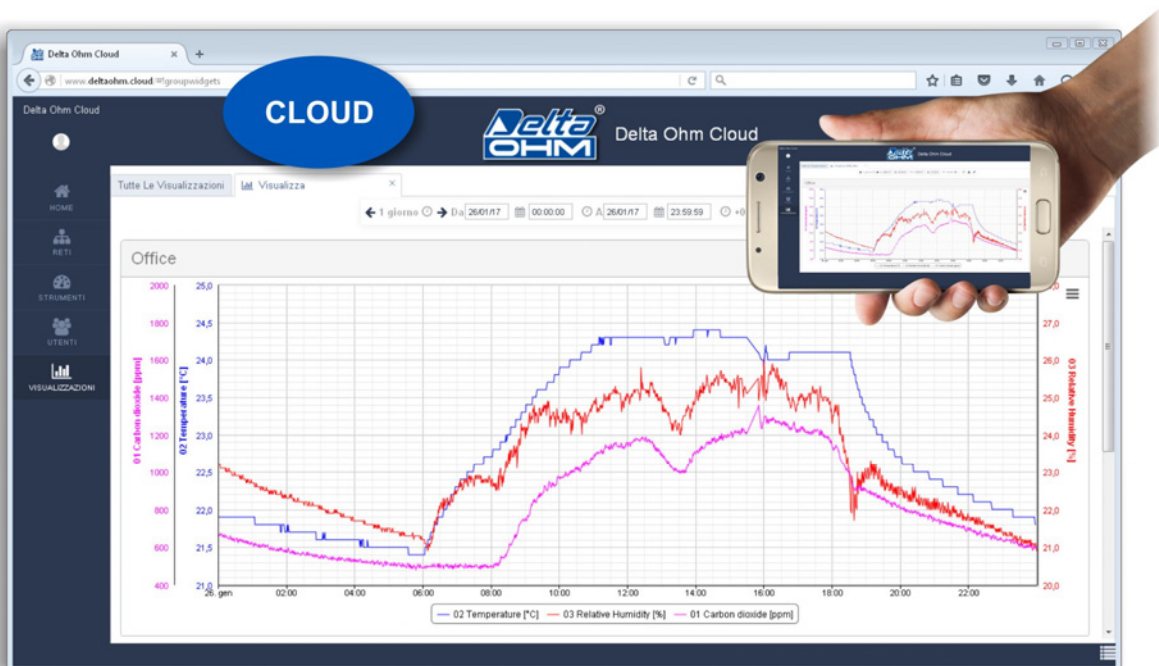 Delta Ohm Cloud
www.deltaohm.cloud/#!groupwidgets
CLOUD
Delta Ohm Cloud
Delta OHM®
Delta Ohm Cloud
HOME
RETI
STRUMENTI
UTENTI
VISUALIZZAZIONI
Tutte Le Visualizzazioni
Visualizza
1 giorno Da 26/01/17 00:00:00 A 26/01/17 23:59:59
Office
01 Carbon dioxide [ppm]
2000
1800
1600
1400
1200
1000
800
600
400
02 Temperature [°C]
25,0
24,5
24,0
23,5
23,0
22,5
22,0
21,5
21,0
27,0
26,0
25,0
24,0
23,0
22,0
21,0
20,0
03 Relative Humidity [%]
26. gen 02:00 04:00 06:00 08:00 10:00 12:00 14:00 16:00 18:00 20:00 22:00
02 Temperature [°C] 03 Relative Humidity [%] 01 Carbon dioxide [ppm]
Delta OHM
Delta Ohm Cloud
Office